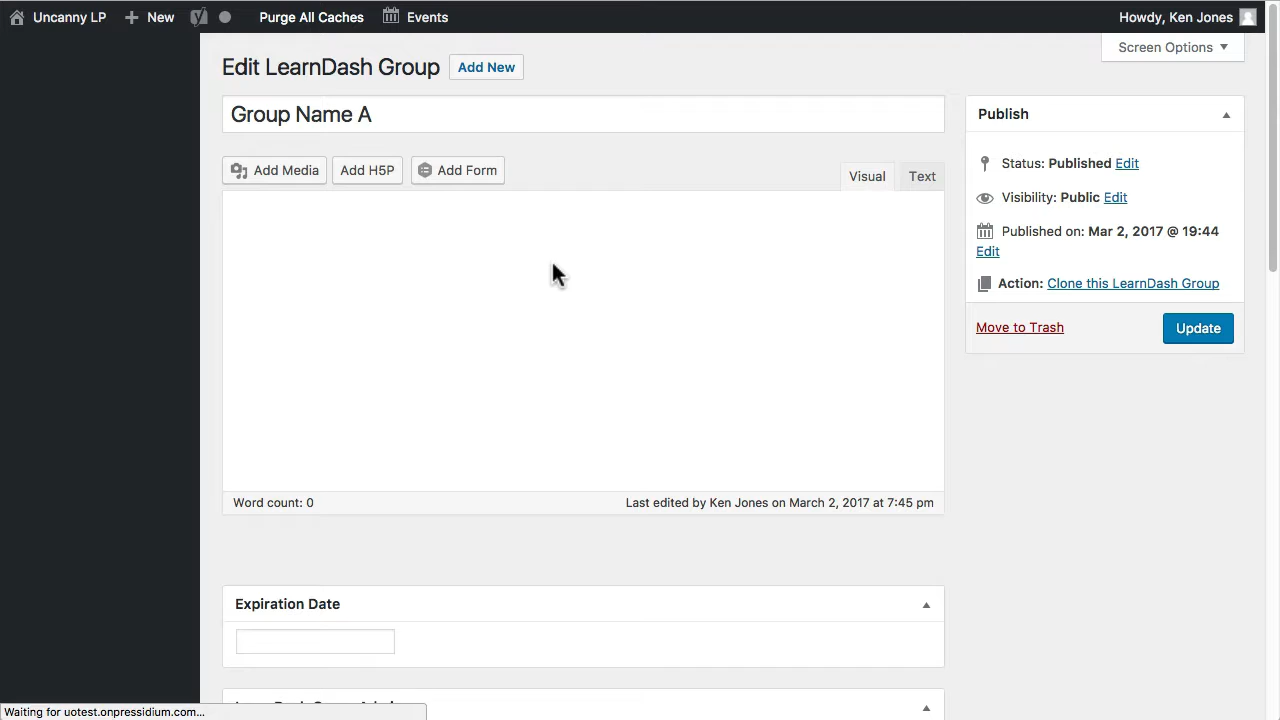 Uncanny LP New Purge All Caches Events Howdy, Ken Jones
Screen Options
Edit LearnDash Group Add New
Group Name A
Add Media Add H5P Add Form
Visual Text
Word count: 0 Last edited by Ken Jones on March 2, 2017 at 7:45 pm
Expiration Date
Publish
Status: Published Edit
Visibility: Public Edit
Published on: Mar 2, 2017 @ 19:44
Edit
Action: Clone this LearnDash Group
Move to Trash Update
Waiting for uotest.onpressidium.com...